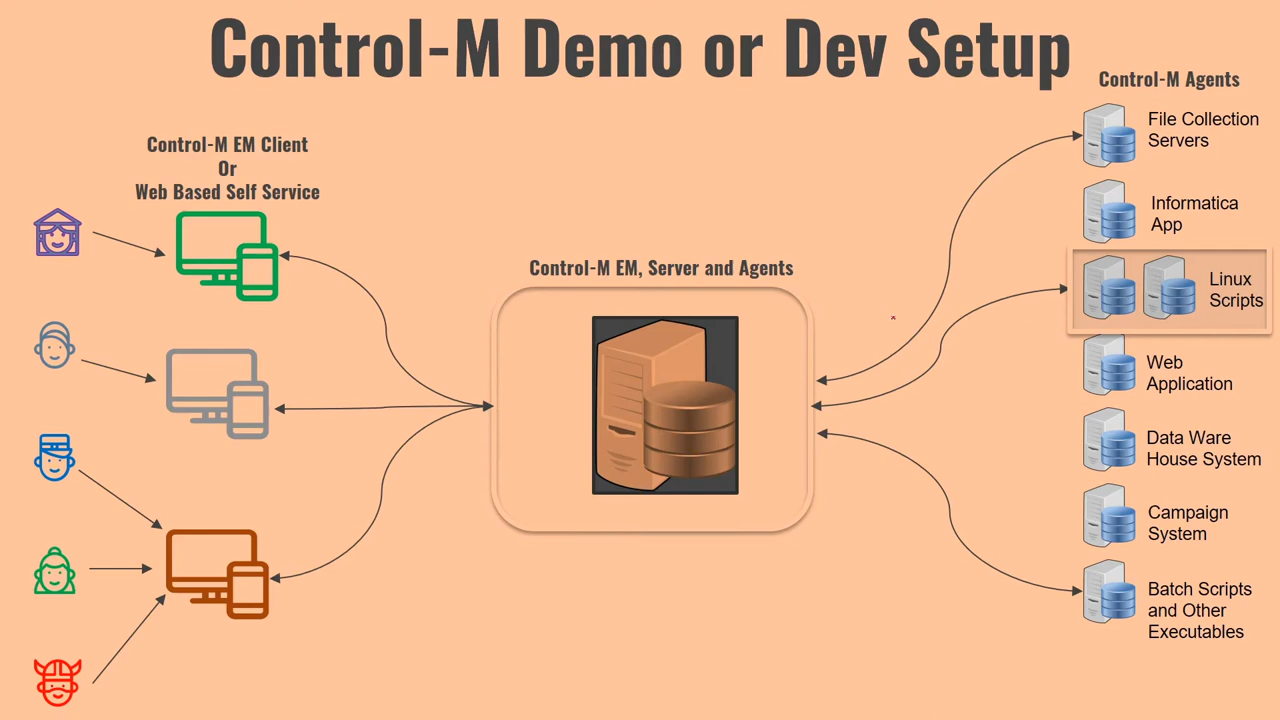 Control-M Demo or Dev Setup
Control-M Agents
Control-M EM Client
Or
Web Based Self Service
Control-M EM, Server and Agents
File Collection
Servers
Informatica
App
Linux
Scripts
Web
Application
Data Ware
House System
Campaign
System
Batch Scripts
and Other
Executables